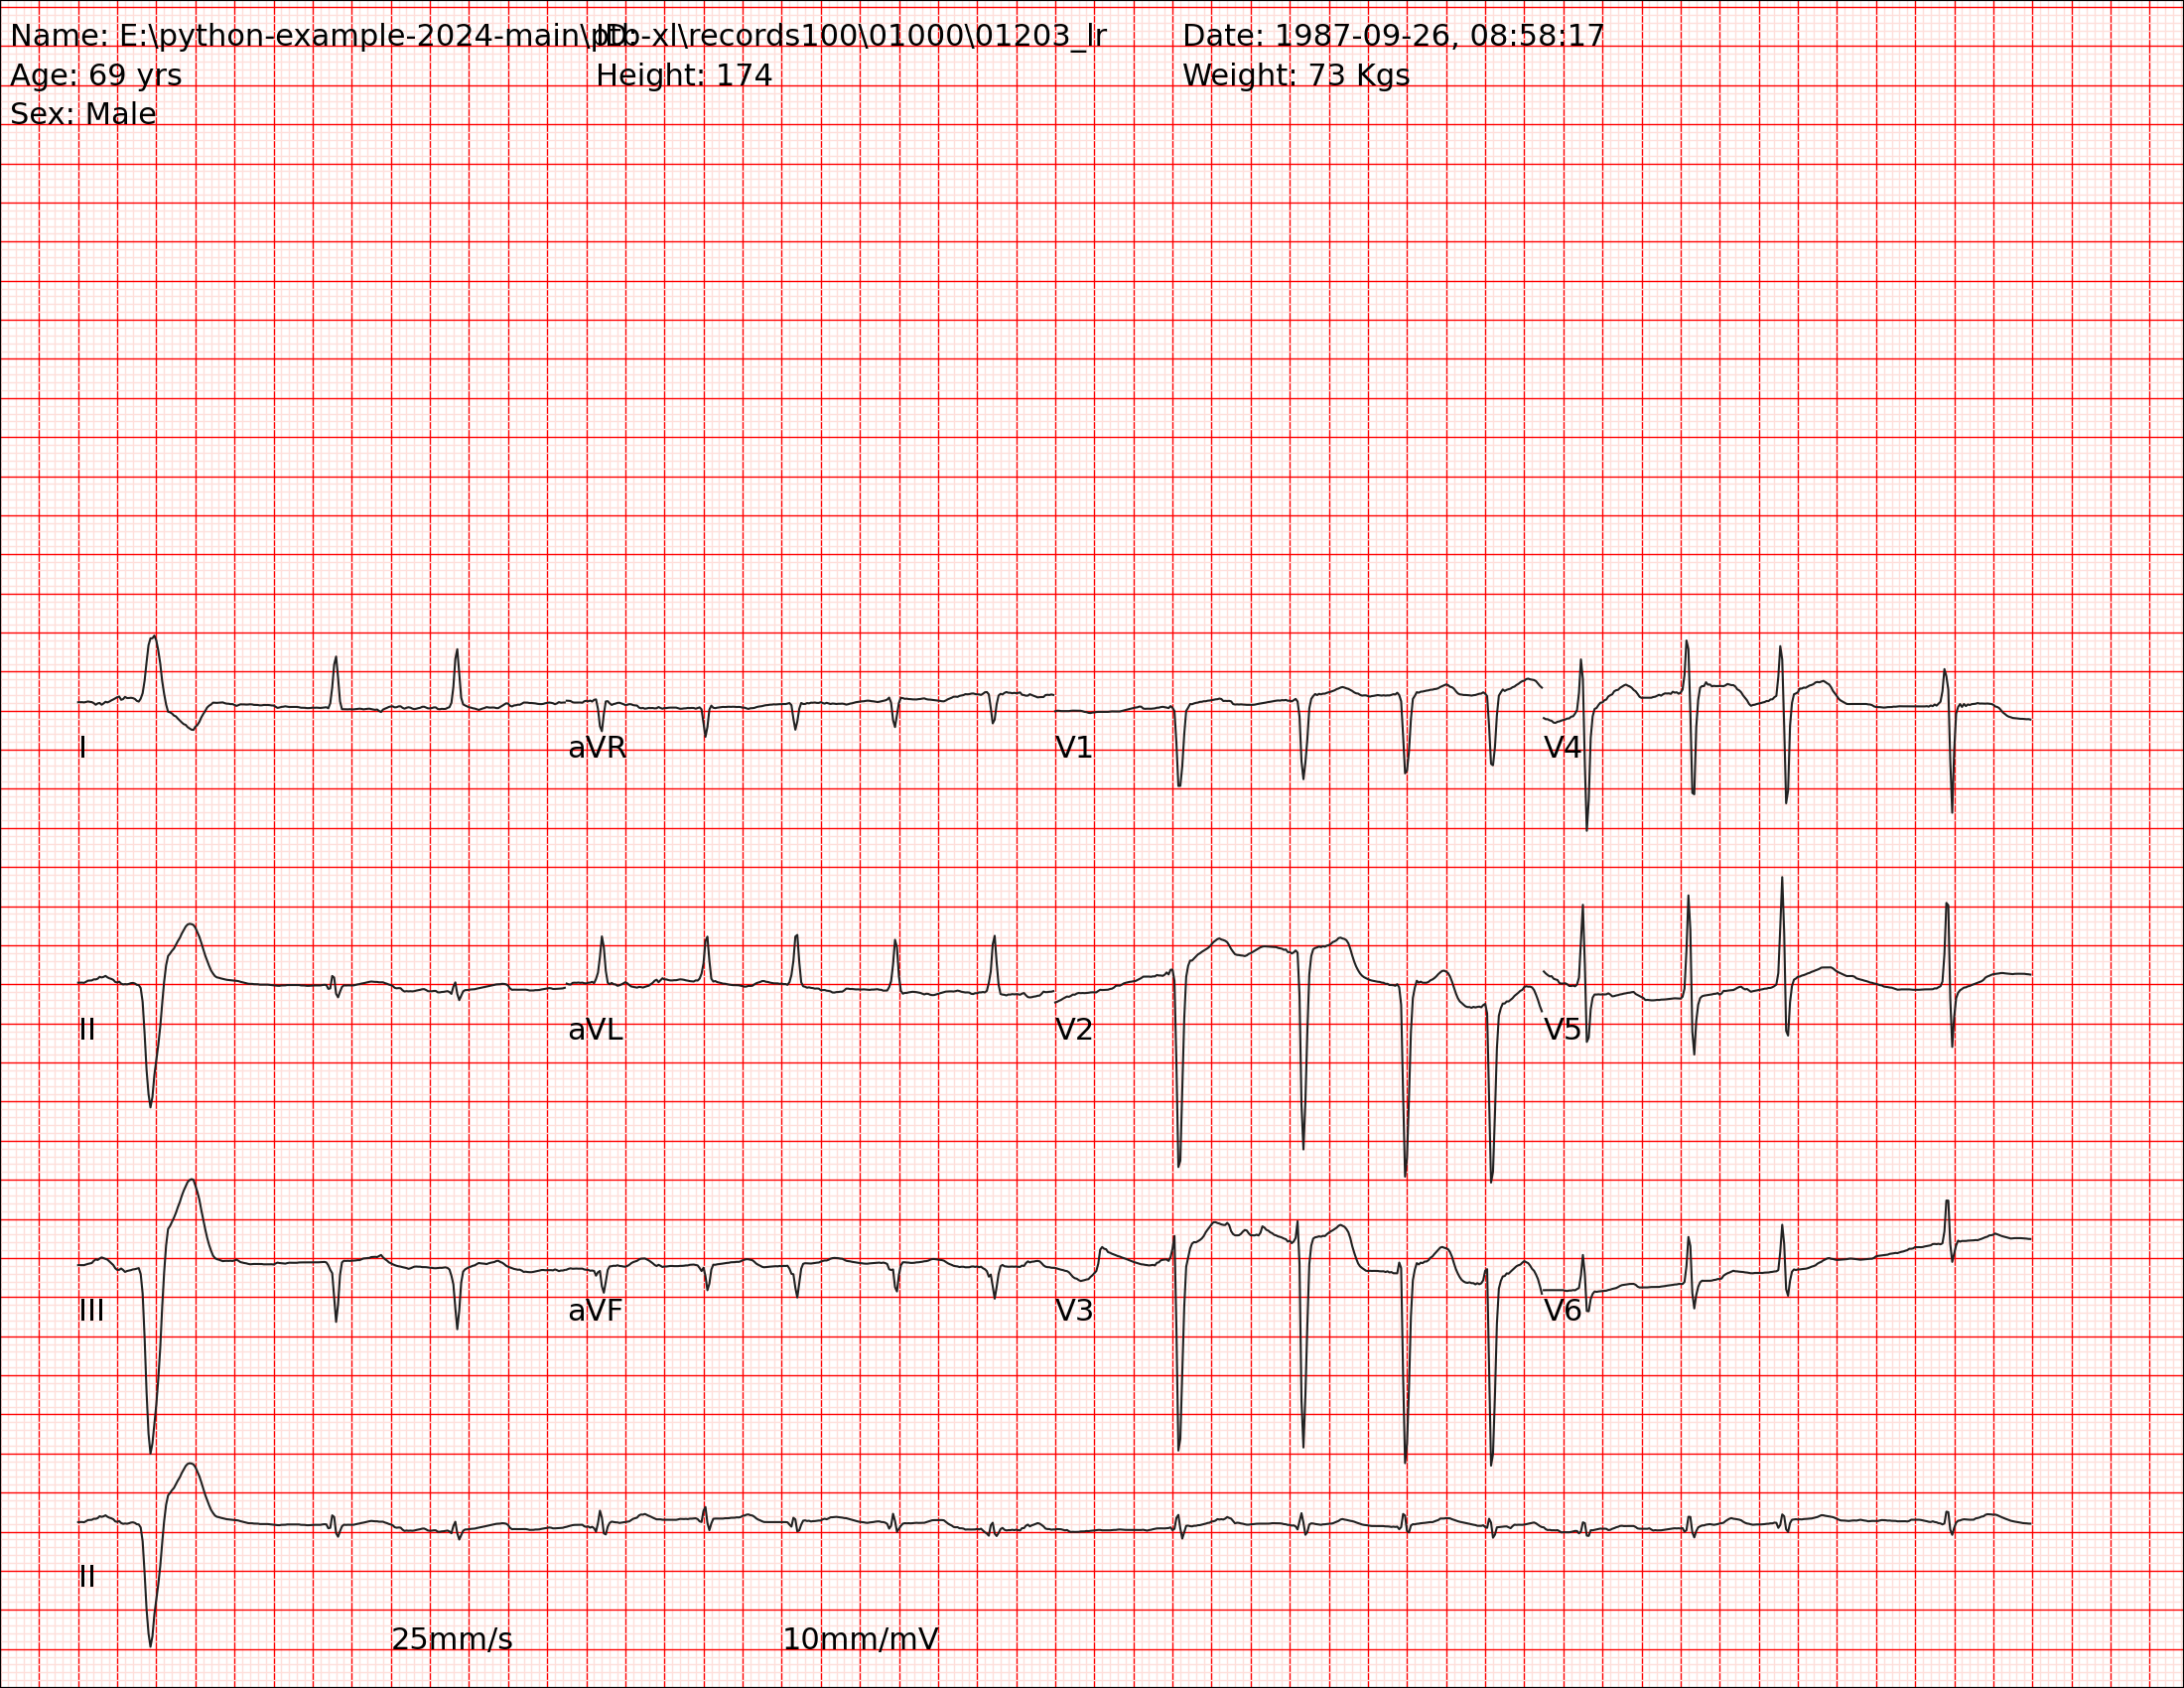 Name: E:\python-example-2024-main\ptb-xl\records100\01000\01203_lr ID: Date: 1987-09-26, 08:58:17
Age: 69 yrs Height: 174 Weight: 73 Kgs
Sex: Male
I aVR V1 V4
II aVL V2 V5
III aVF V3 V6
II
25mm/s 10mm/mV